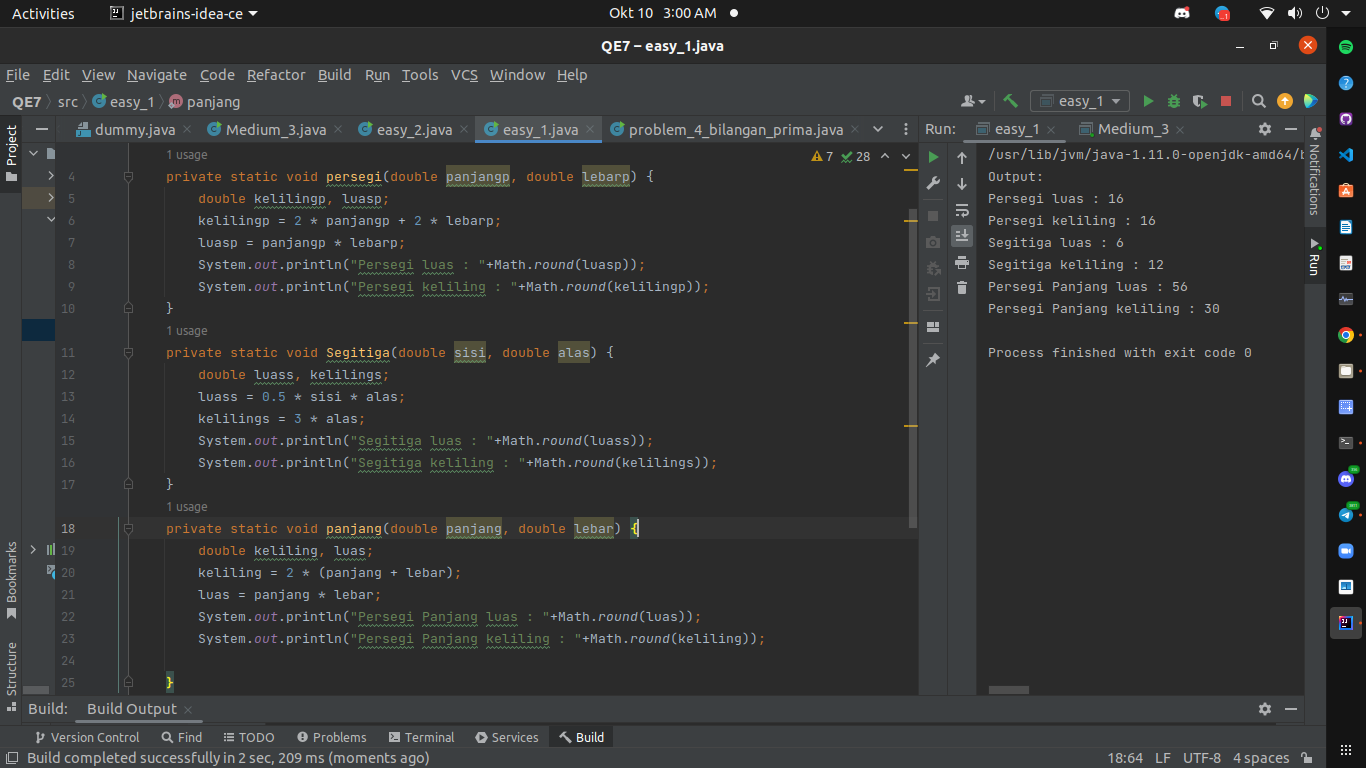 Activities
jetbrains-idea-ce
Okt 10 3:00 AM
QE7 – easy_1.java
File Edit View Navigate Code Refactor Build Run Tools VCS Window Help
QE7 src easy_1 panjang
easy_1
dummy.java Medium_3.java easy_2.java easy_1.java problem_4_bilangan_prima.java
Project
1 usage
7 28
4 private static void persegi(double panjangp, double lebarp) {
5 double kelilingp, luasp;
6 kelilingp = 2 * panjangp + 2 * lebarp;
7 luasp = panjangp * lebarp;
8 System.out.println("Persegi luas : "+Math.round(luasp));
9 System.out.println("Persegi keliling : "+Math.round(kelilingp));
10 }
1 usage
11 private static void Segitiga(double sisi, double alas) {
12 double luass, kelilings;
13 luass = 0.5 * sisi * alas;
14 kelilings = 3 * alas;
15 System.out.println("Segitiga luas : "+Math.round(luass));
16 System.out.println("Segitiga keliling : "+Math.round(kelilings));
17 }
1 usage
18 private static void panjang(double panjang, double lebar) {
19 double keliling, luas;
20 keliling = 2 * (panjang + lebar);
21 luas = panjang * lebar;
22 System.out.println("Persegi Panjang luas : "+Math.round(luas));
23 System.out.println("Persegi Panjang keliling : "+Math.round(keliling));
24
25 }
Bookmarks
Structure
Run: easy_1 Medium_3
/usr/lib/jvm/java-1.11.0-openjdk-amd64/b
Output:
Persegi luas : 16
Persegi keliling : 16
Segitiga luas : 6
Segitiga keliling : 12
Persegi Panjang luas : 56
Persegi Panjang keliling : 30
Process finished with exit code 0
Notifications
Run
Build: Build Output
Version Control Find TODO Problems Terminal Services Build
Build completed successfully in 2 sec, 209 ms (moments ago)
18:64 LF UTF-8 4 spaces